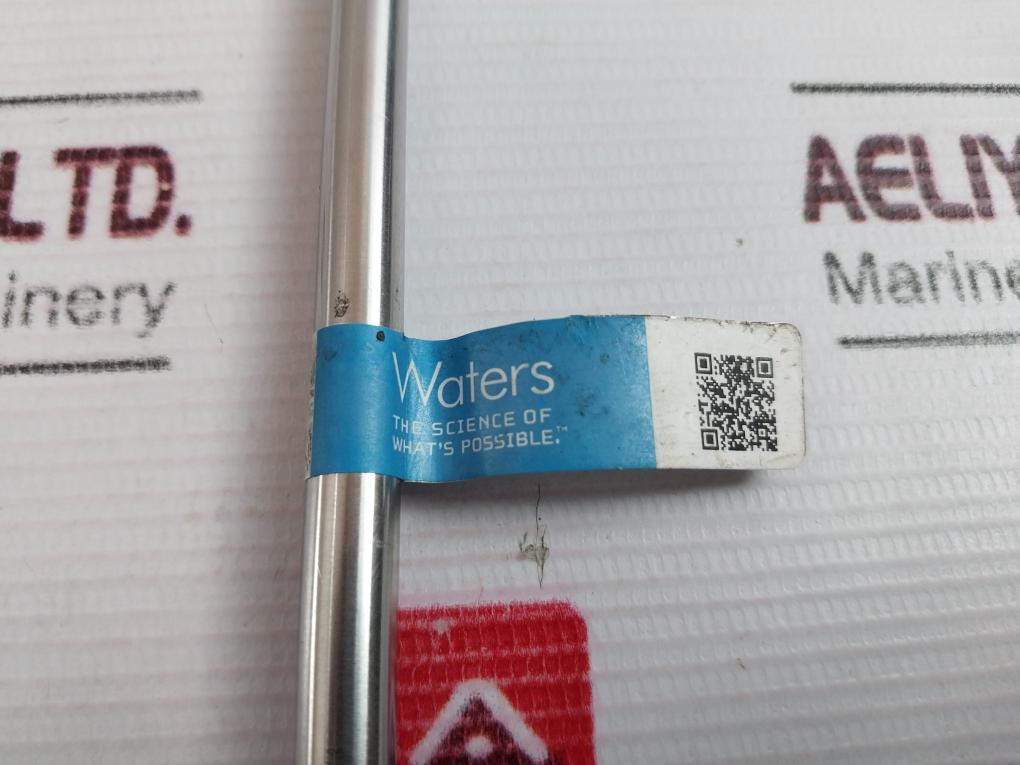 LTD.
inery
AELIY
Marine
Waters
THE SCIENCE OF
WHAT'S POSSIBLE.™